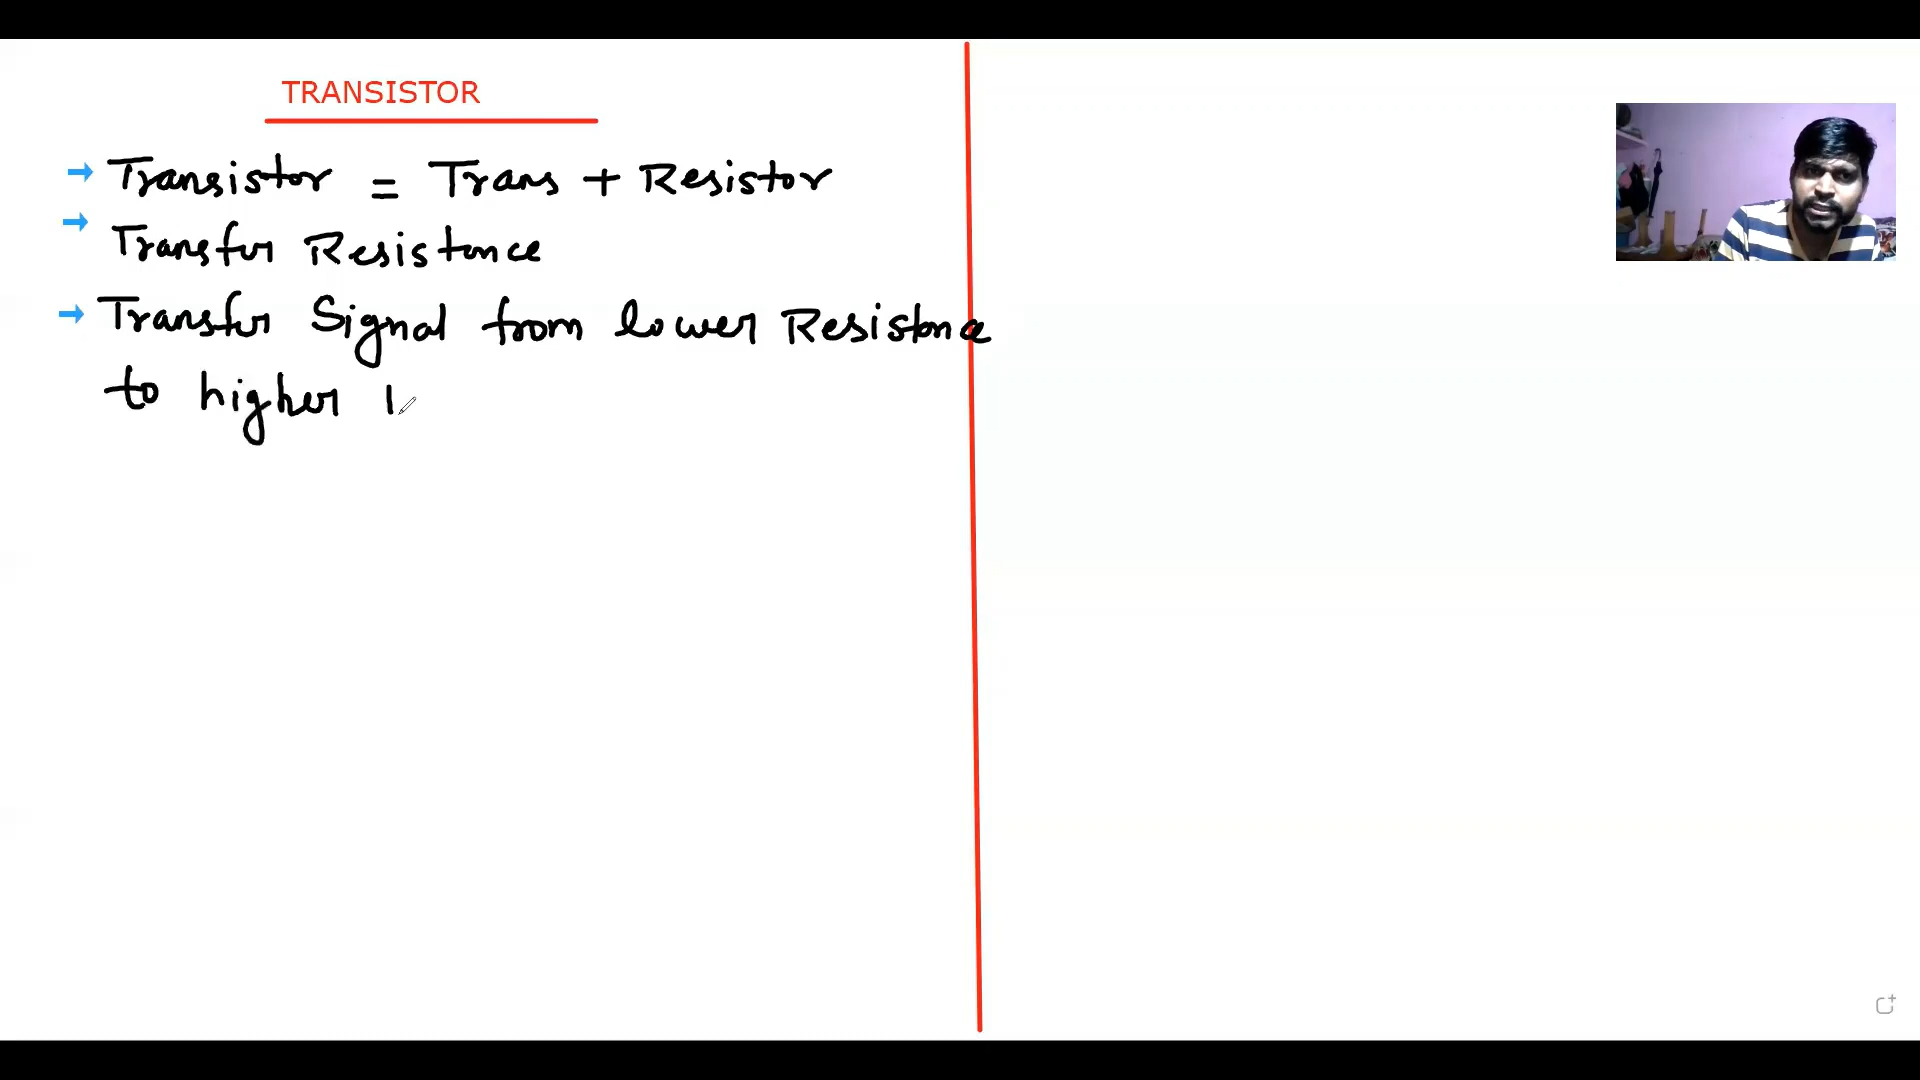 TRANSISTOR
Transistor = Trans + Resistor
Transfer Resistance
Transfer Signal from lower Resistance
to higher